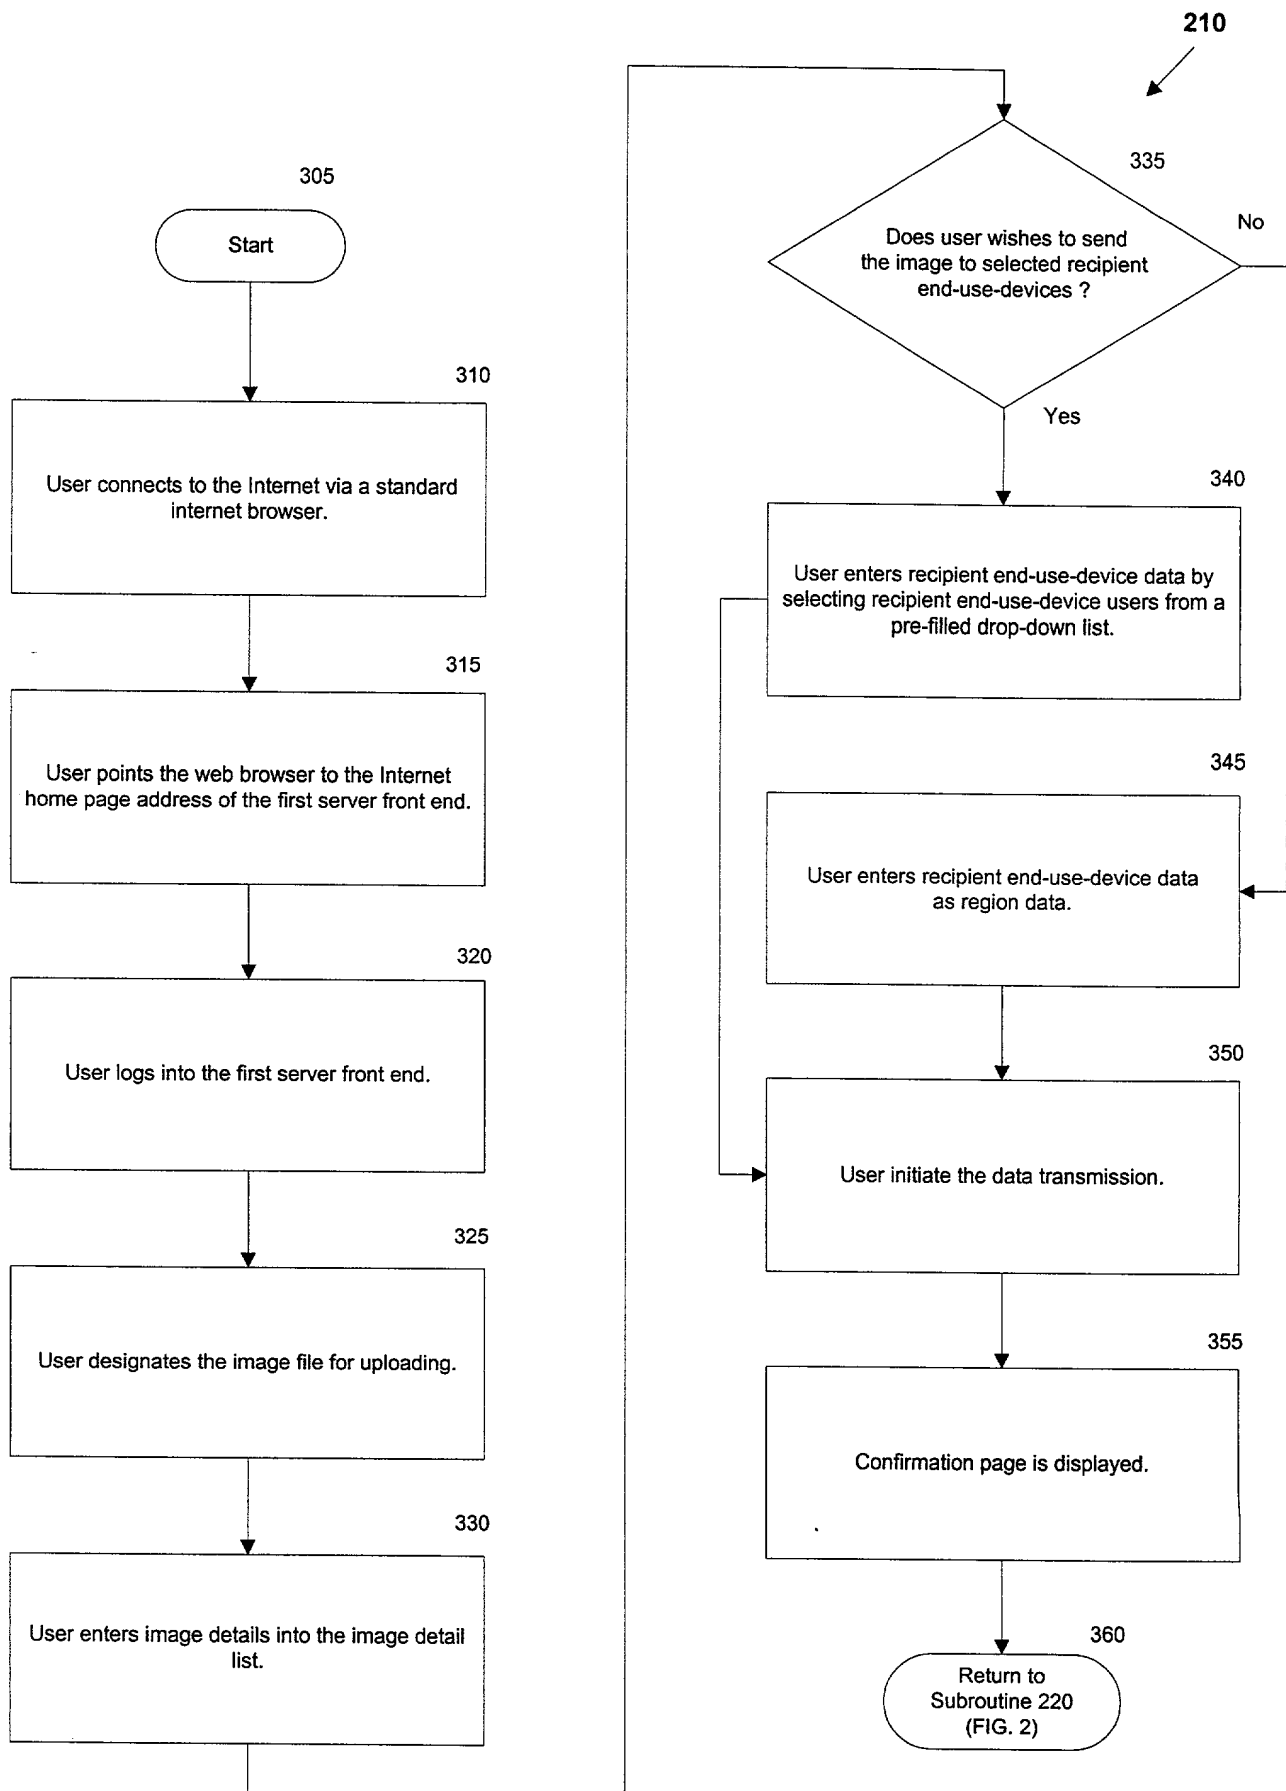 210
305
Start
310
User connects to the Internet via a standard
internet browser.
315
User points the web browser to the Internet
home page address of the first server front end.
320
User logs into the first server front end.
325
User designates the image file for uploading.
330
User enters image details into the image detail
list.
335
Does user wishes to send
the image to selected recipient
end-use-devices ?
No
Yes
340
User enters recipient end-use-device data by
selecting recipient end-use-device users from a
pre-filled drop-down list.
345
User enters recipient end-use-device data
as region data.
350
User initiate the data transmission.
355
Confirmation page is displayed.
360
Return to
Subroutine 220
(FIG. 2)